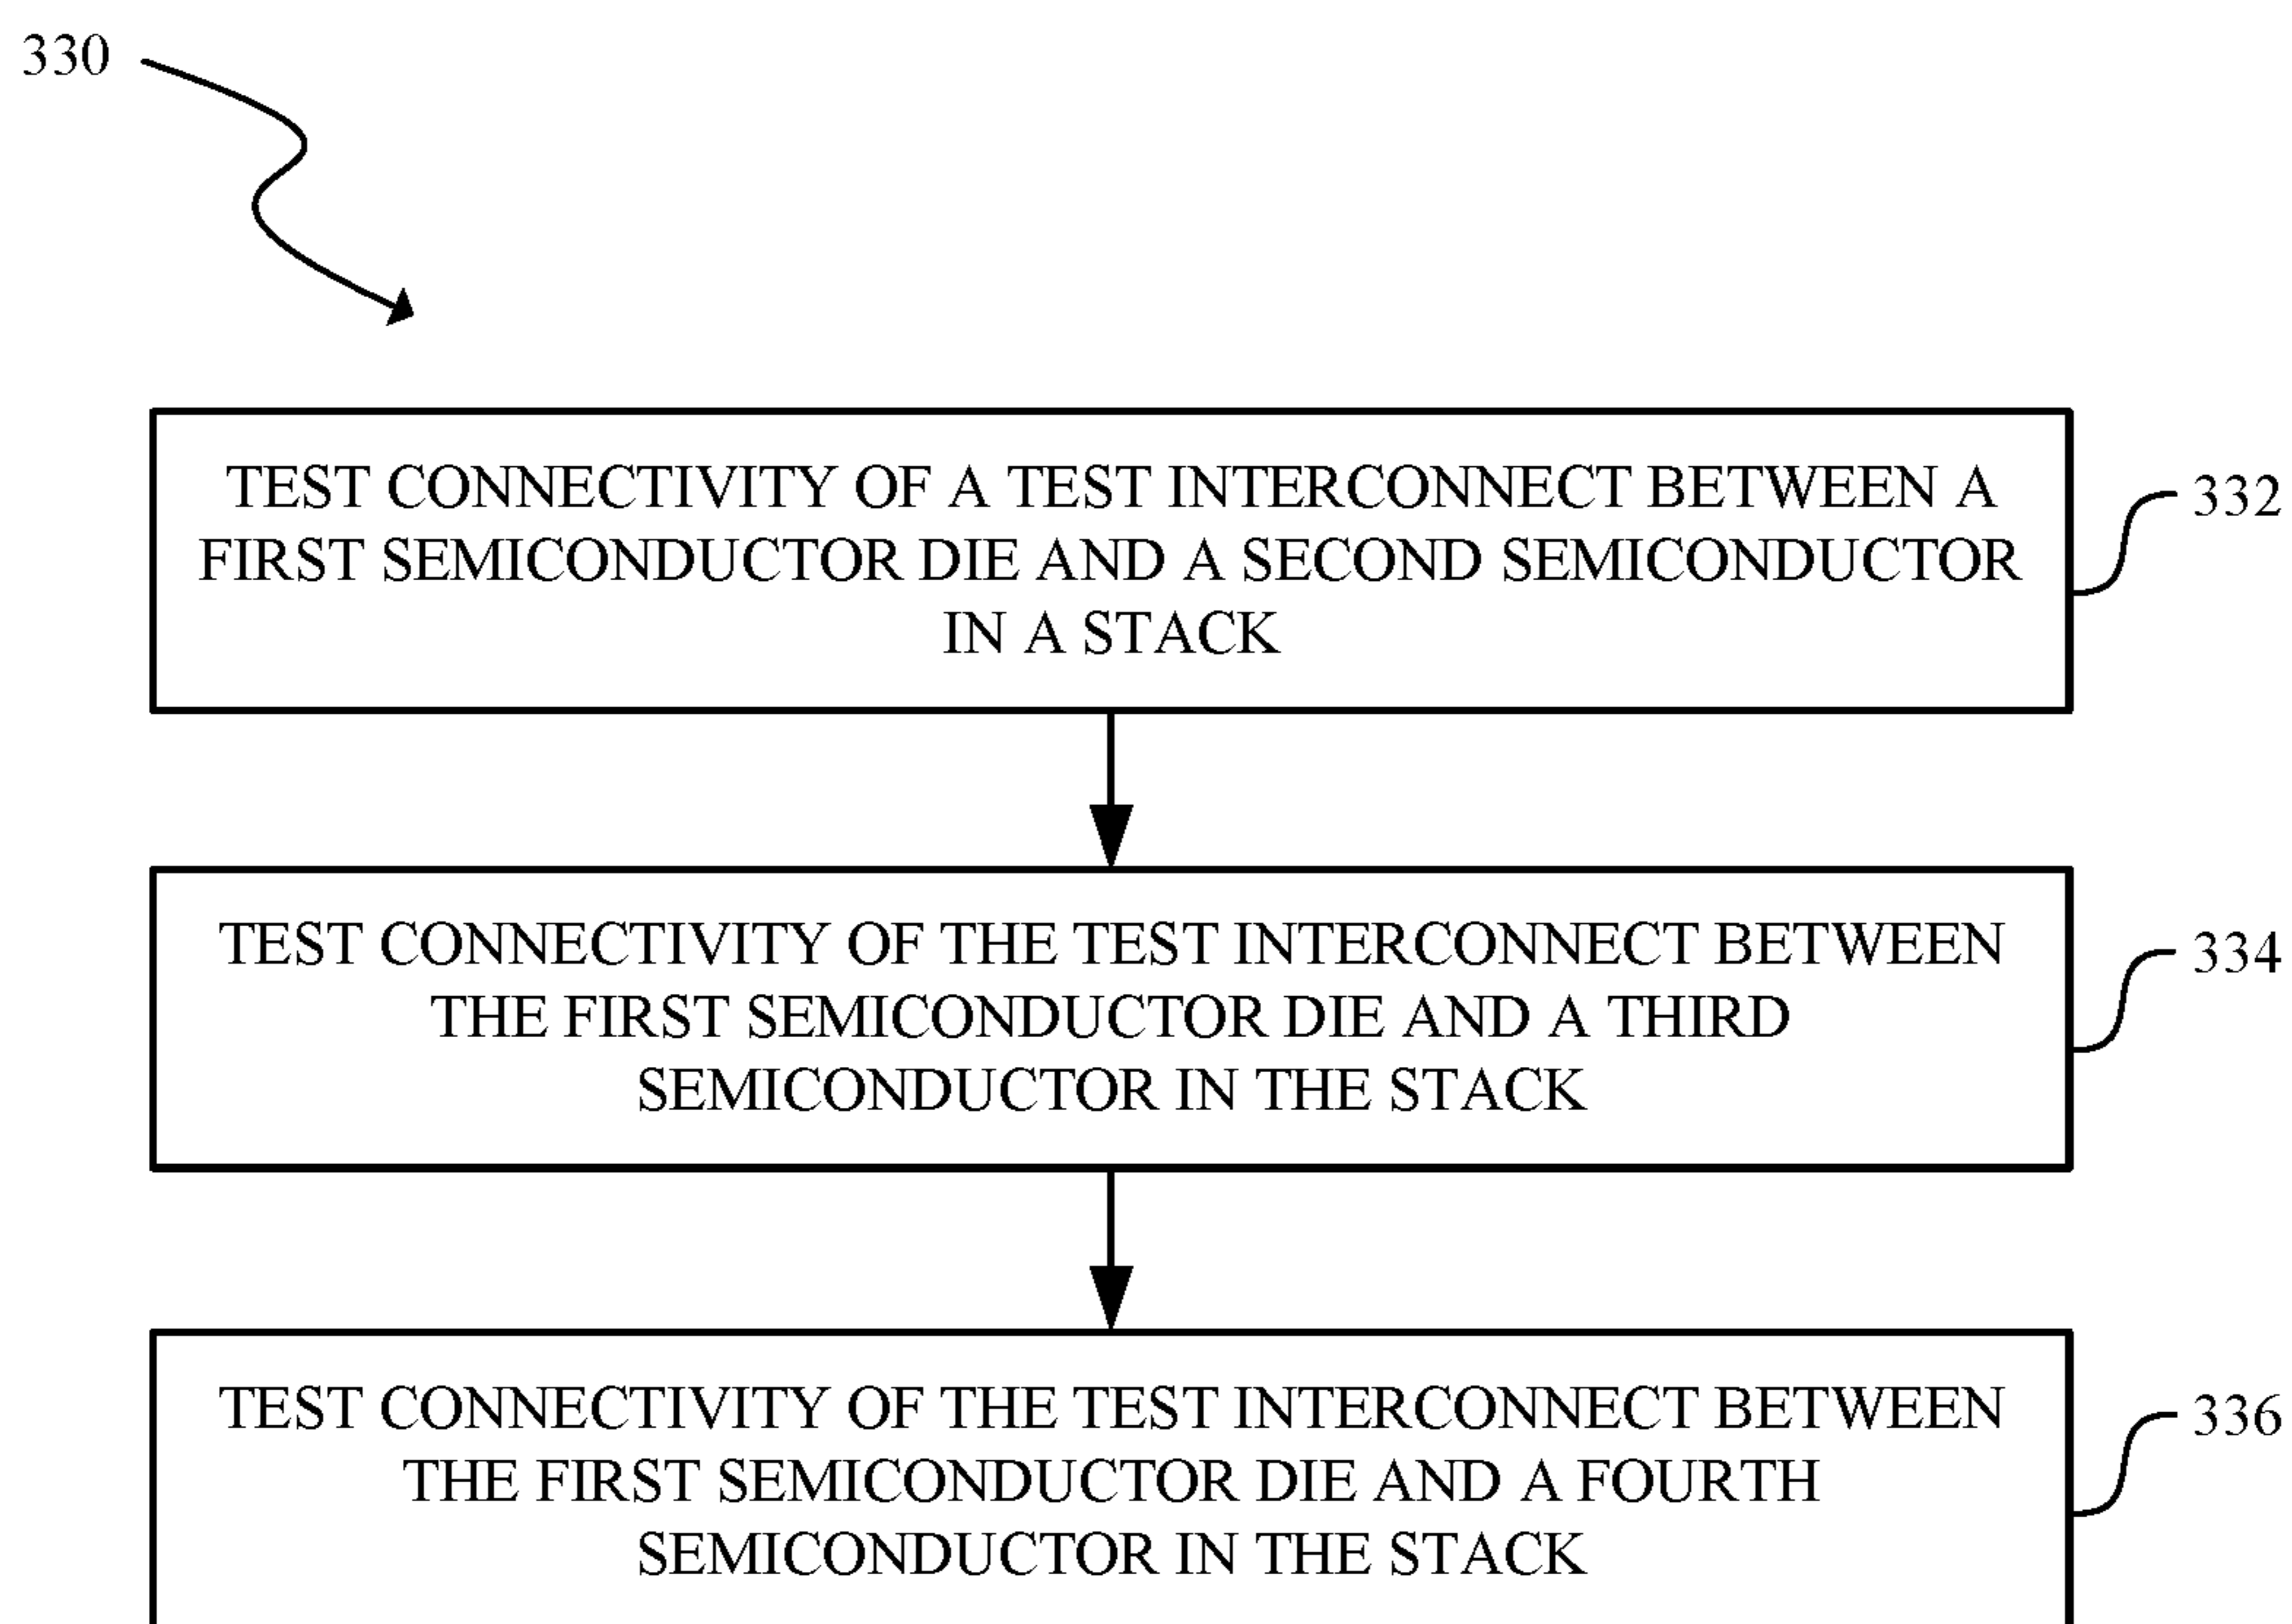 330
TEST CONNECTIVITY OF A TEST INTERCONNECT BETWEEN A
FIRST SEMICONDUCTOR DIE AND A SECOND SEMICONDUCTOR
IN A STACK
332
TEST CONNECTIVITY OF THE TEST INTERCONNECT BETWEEN
THE FIRST SEMICONDUCTOR DIE AND A THIRD
SEMICONDUCTOR IN THE STACK
334
TEST CONNECTIVITY OF THE TEST INTERCONNECT BETWEEN
THE FIRST SEMICONDUCTOR DIE AND A FOURTH
SEMICONDUCTOR IN THE STACK
336